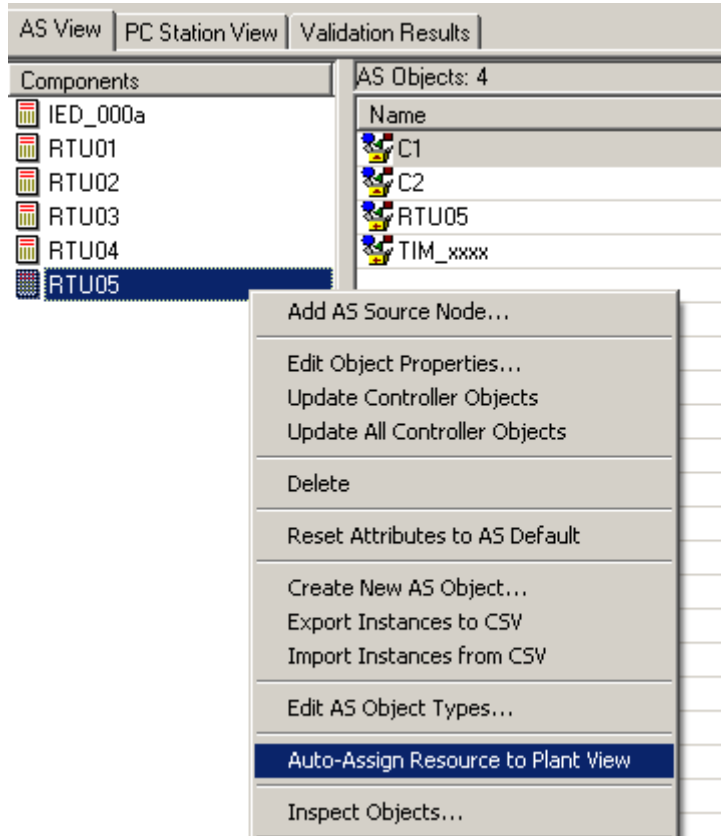 AS View PC Station View Validation Results
Components
IED_000a
RTU01
RTU02
RTU03
RTU04
RTU05
AS Objects: 4
Name
C1
C2
RTU05
TIM_xxxx
Add AS Source Node...
Edit Object Properties...
Update Controller Objects
Update All Controller Objects
Delete
Reset Attributes to AS Default
Create New AS Object...
Export Instances to CSV
Import Instances from CSV
Edit AS Object Types...
Auto-Assign Resource to Plant View
Inspect Objects...